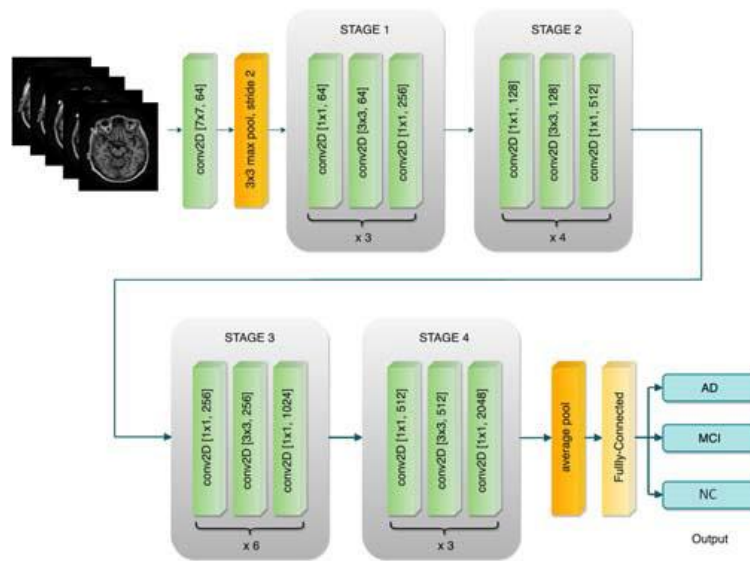 STAGE 1
STAGE 2
conv2D [7x7, 64]
3x3 max pool, stride 2
conv2D [1x1, 64]
conv2D [3x3, 64]
conv2D [1x1, 256]
x 3
conv2D [1x1, 128]
conv2D [3x3, 128]
conv2D [1x1, 512]
x 4
STAGE 3
STAGE 4
conv2D [1x1, 256]
conv2D [3x3, 256]
conv2D [1x1, 1024]
x 6
conv2D [1x1, 512]
conv2D [3x3, 512]
conv2D [1x1, 2048]
x 3
average pool
Fullly-Connected
AD
MCI
NC
Output